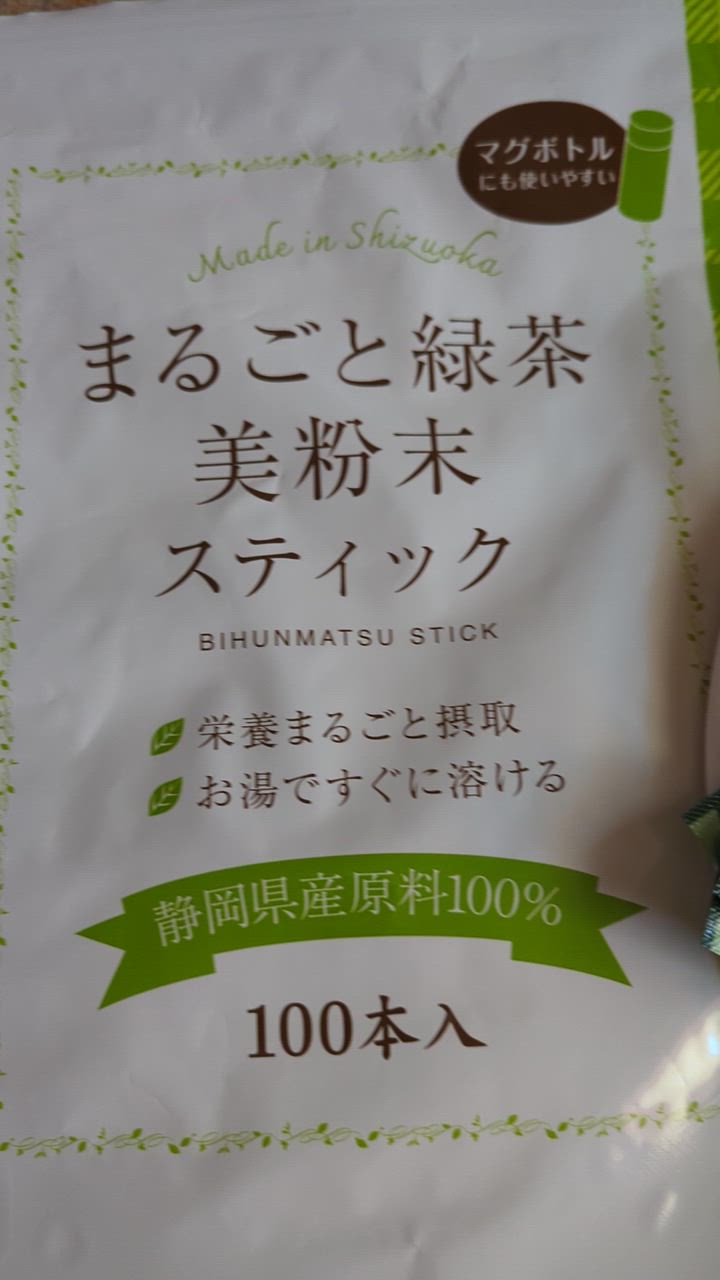 マグボトル
にも使いやすい
Made in Shizuoka
まるごと緑茶
美粉末
スティック
BIHUNMATSU STICK
栄養まるごと摂取
お湯ですぐに溶ける
静岡県産原料100%
100本入